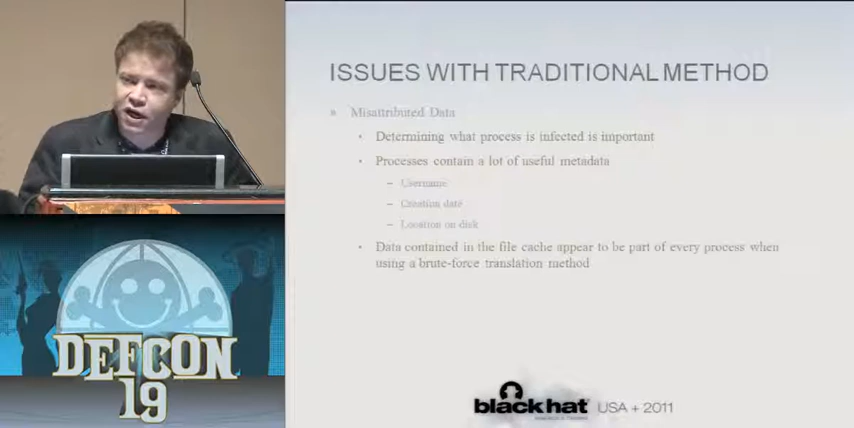 ISSUES WITH TRADITIONAL METHOD
» Misattributed Data
• Determining what process is infected is important
• Processes contain a lot of useful metadata
– Username
– Creation date
– Location on disk
• Data contained in the file cache appear to be part of every process when
using a brute-force translation method
DEFCON
19
blackhat USA + 2011